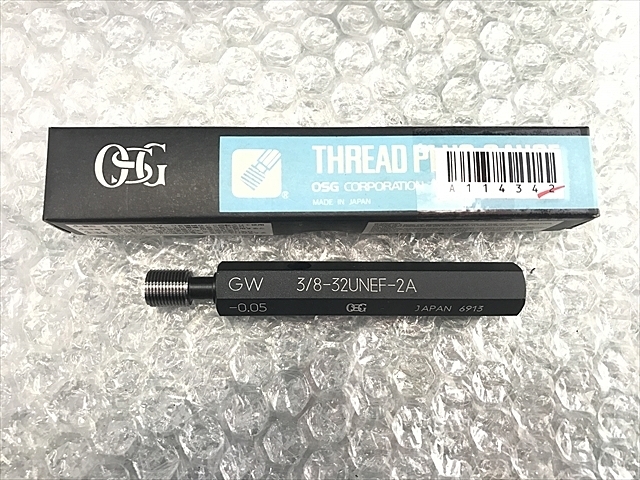 OSG
THREAD PLUG GAUGE
OSG CORPORATION
MADE IN JAPAN
A114342
GW 3/8-32UNEF-2A
-0.05 OSG JAPAN 6913